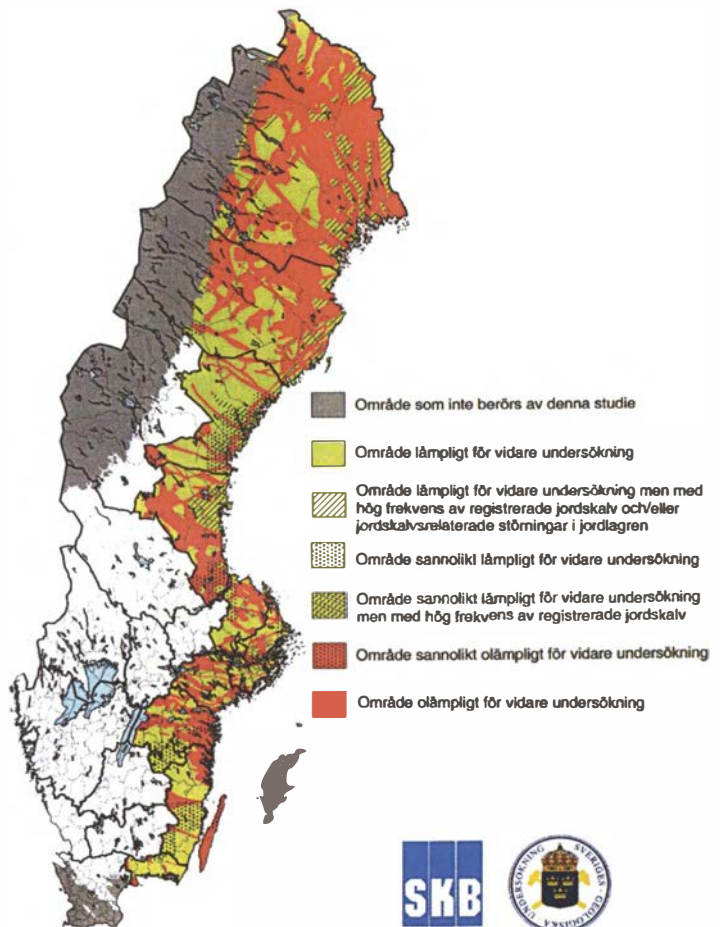 Område som inte berörs av denna studie
Område lämpligt för vidare undersökning
Område lämpligt för vidare undersökning men med
hög frekvens av registrerade jordskalv och/eller
jordskalvsrelaterade störningar i jordlagren
Område sannolikt lämpligt för vidare undersökning
Område sannolikt lämpligt för vidare undersökning
men med hög frekvens av registrerade jordskalv
Område sannolikt olämpligt för vidare undersökning
Område olämpligt för vidare undersökning
SKB
SVERIGES · GEOLOGISKA UNDERSÖKNING